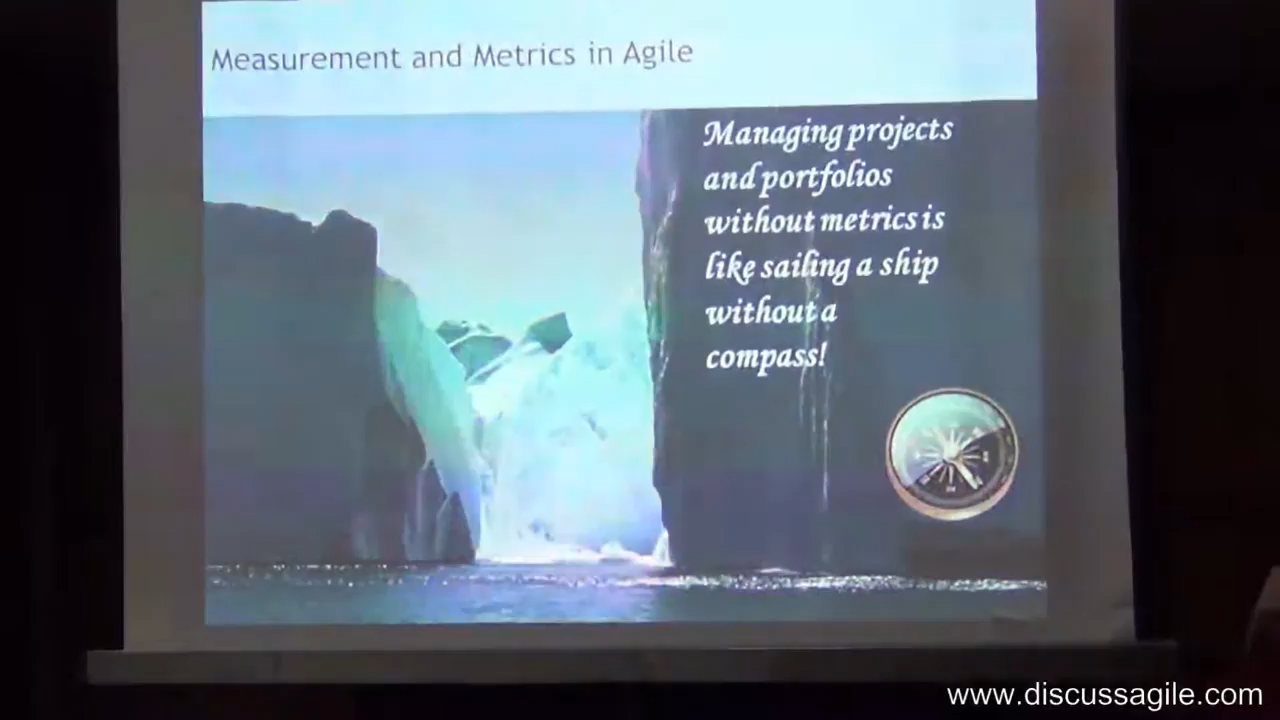 Measurement and Metrics in Agile
Managing projects
and portfolios
without metrics is
like sailing a ship
without a
compass!
www.discussagile.com